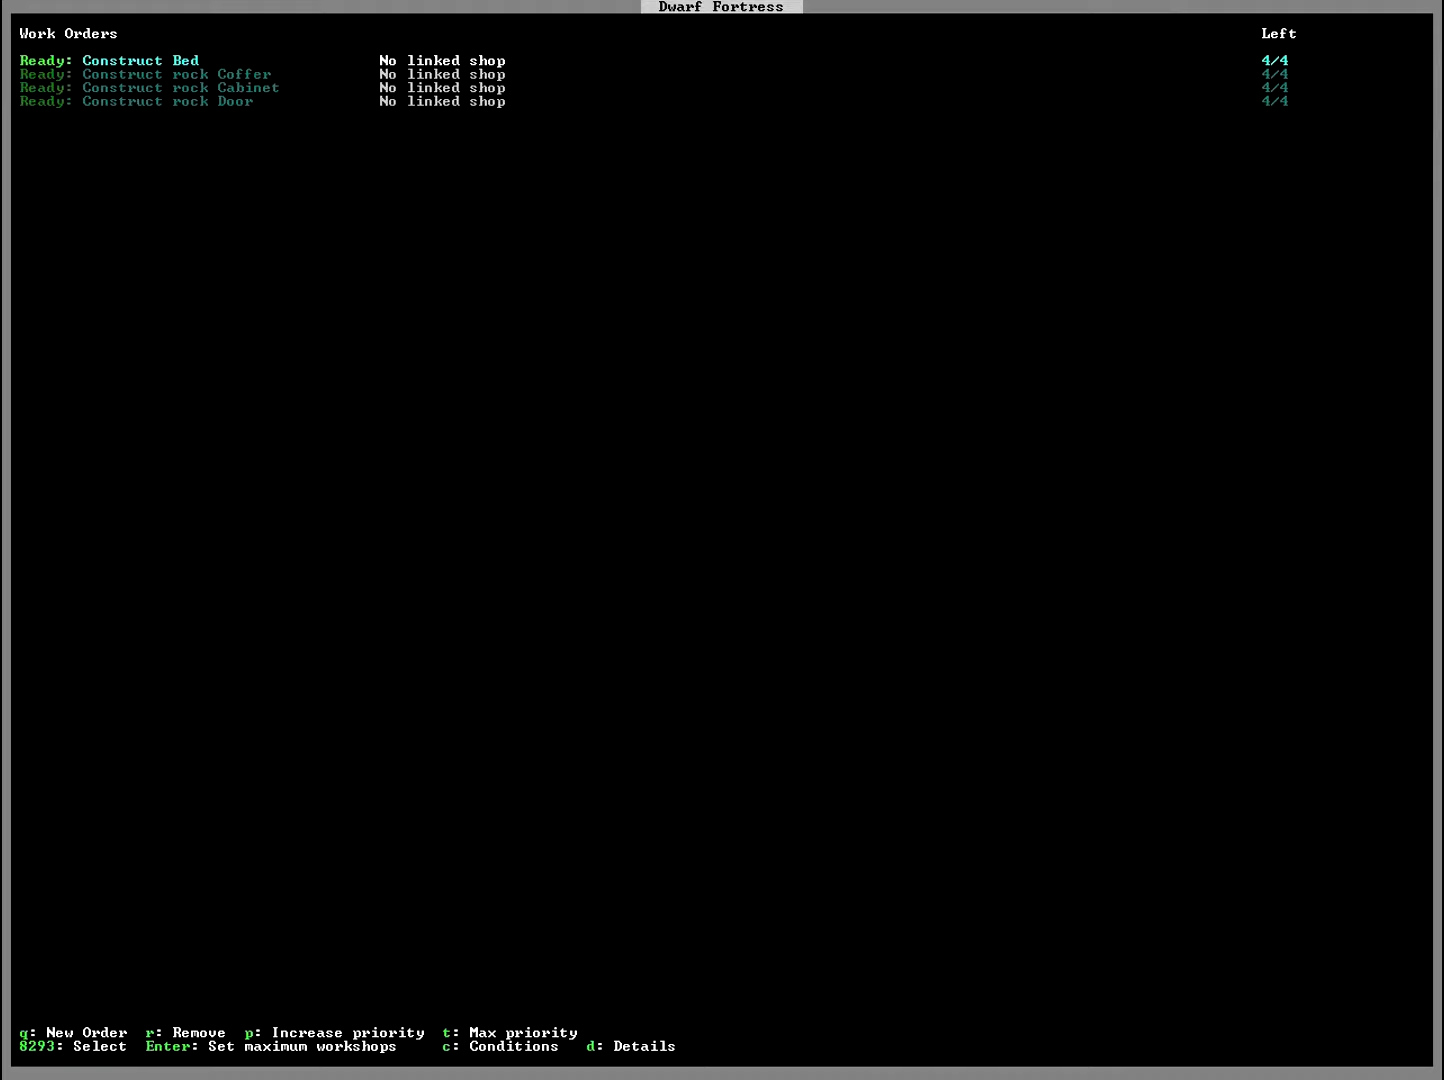 Dwarf Fortress
Work Orders Left
Ready: Construct Bed No linked shop 4/4
Ready: Construct rock Coffer No linked shop 4/4
Ready: Construct rock Cabinet No linked shop 4/4
Ready: Construct rock Door No linked shop 4/4
q: New Order r: Remove p: Increase priority t: Max priority
8293: Select Enter: Set maximum workshops c: Conditions d: Details